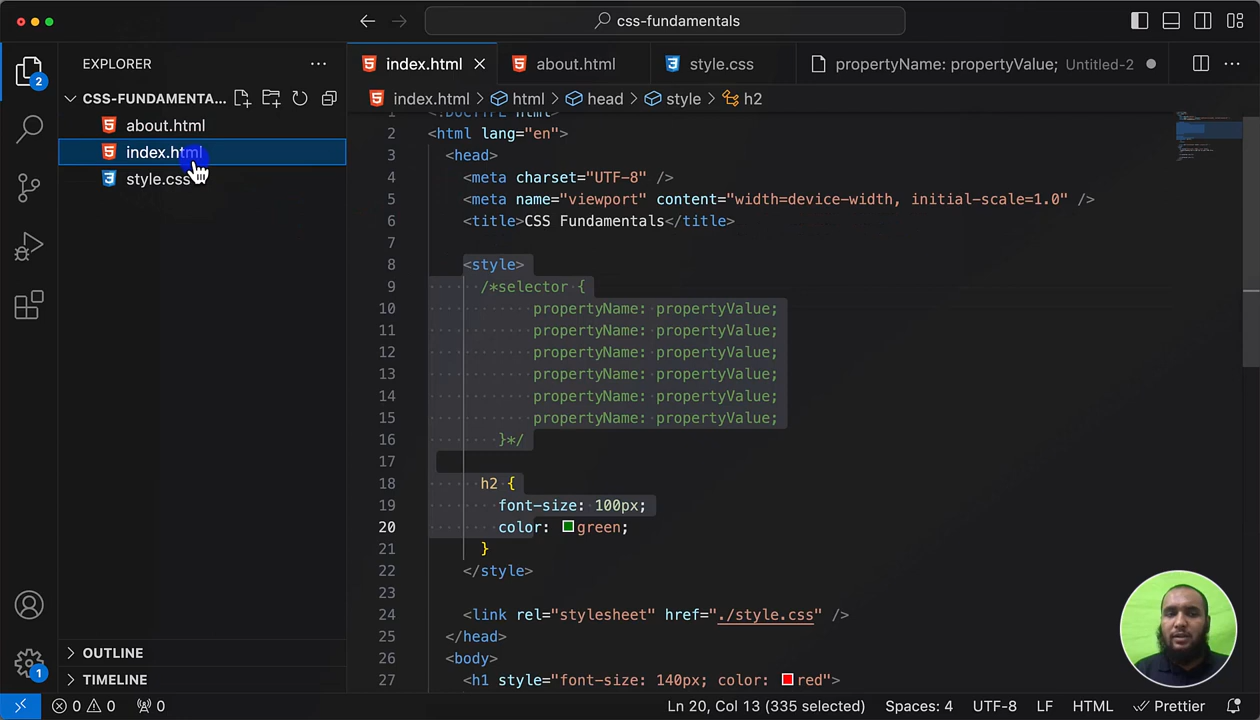 css-fundamentals
EXPLORER
index.html
about.html
style.css
propertyName: propertyValue; Untitled-2
2
CSS-FUNDAMENTA...
index.html > html > head > style > h2
about.html
index.html
style.css
1 <!DOCTYPE html>
2 <html lang="en">
3 <head>
4 <meta charset="UTF-8" />
5 <meta name="viewport" content="width=device-width, initial-scale=1.0" />
6 <title>CSS Fundamentals</title>
7
8 <style>
9 /*selector {
10 propertyName: propertyValue;
11 propertyName: propertyValue;
12 propertyName: propertyValue;
13 propertyName: propertyValue;
14 propertyName: propertyValue;
15 propertyName: propertyValue;
16 }*/
17
18 h2 {
19 font-size: 100px;
20 color: green;
21 }
22 </style>
23
24 <link rel="stylesheet" href="./style.css" />
25 </head>
26 <body>
27 <h1 style="font-size: 140px; color: red">
OUTLINE
TIMELINE
1
0 0 0
Ln 20, Col 13 (335 selected) Spaces: 4 UTF-8 LF HTML Prettier